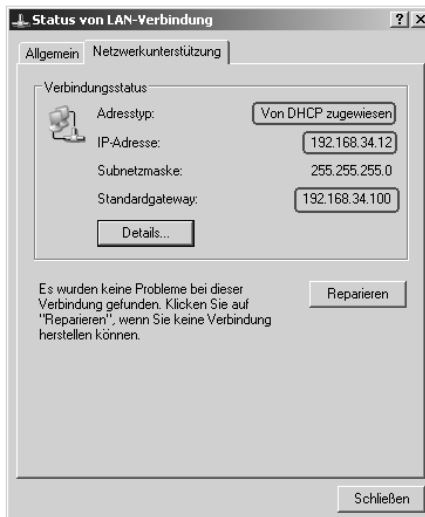 Status von LAN-Verbindung
Allgemein Netzwerkunterstützung
Verbindungsstatus
Adresstyp: Von DHCP zugewiesen
IP-Adresse: 192.168.34.12
Subnetzmaske: 255.255.255.0
Standardgateway: 192.168.34.100
Details...
Es wurden keine Probleme bei dieser
Verbindung gefunden. Klicken Sie auf
"Reparieren", wenn Sie keine Verbindung
herstellen können.
Reparieren
Schließen